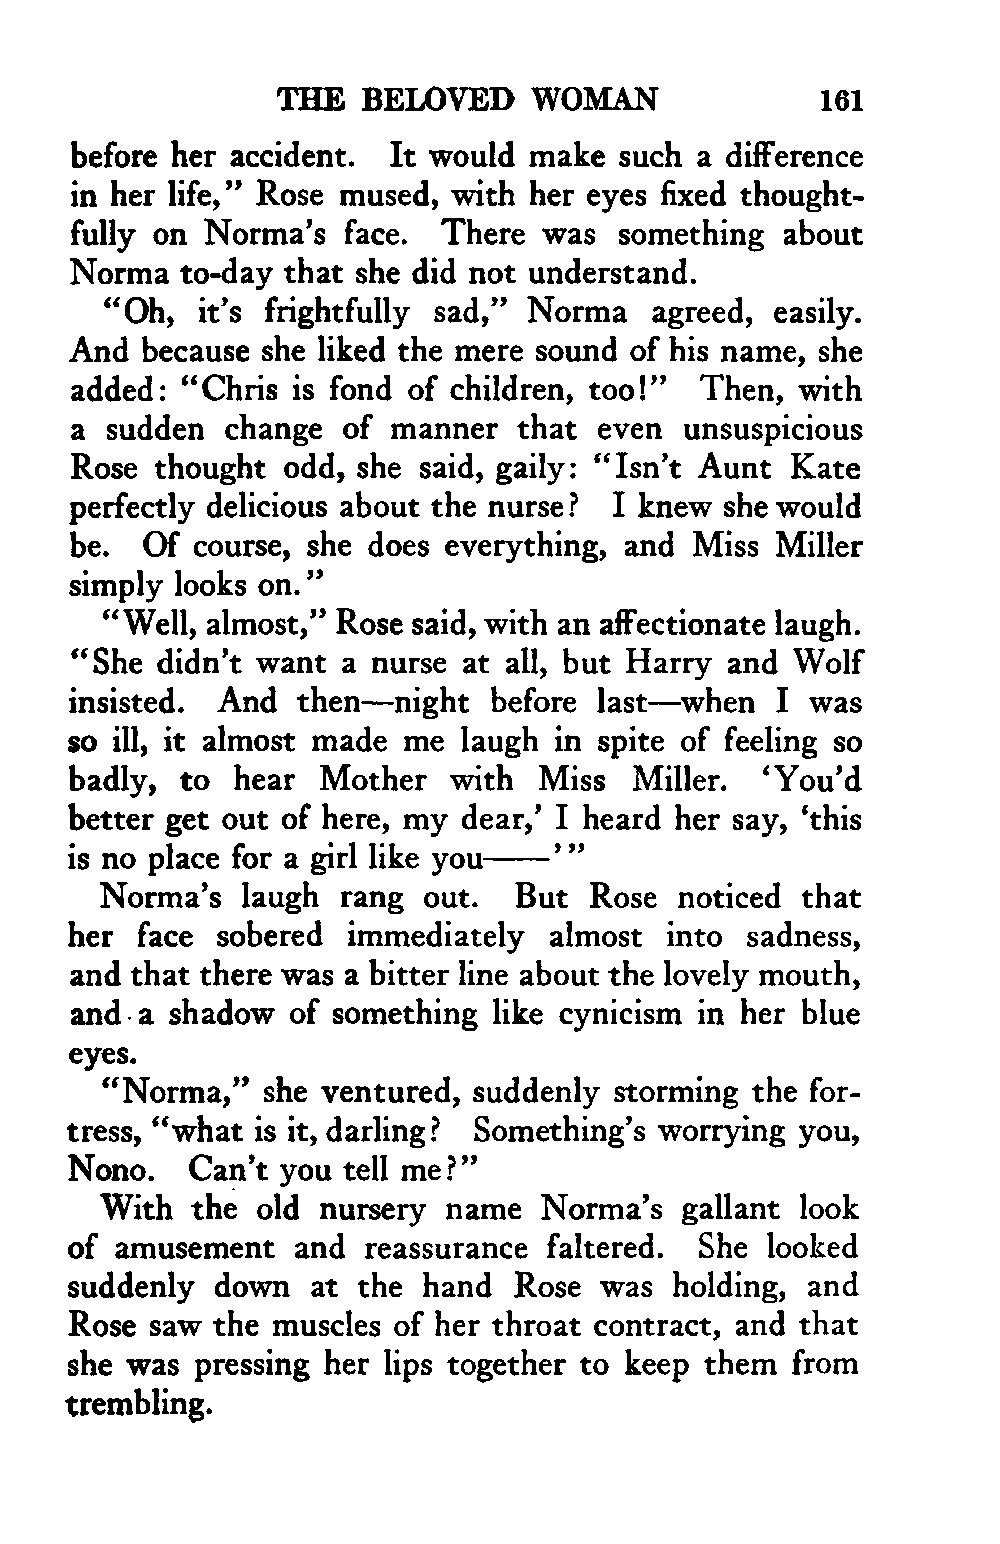 THE BELOVED WOMAN 161
before her accident. It would make such a difference
in her life," Rose mused, with her eyes fixed thought-
fully on Norma's face. There was something about
Norma to-day that she did not understand.
"Oh, it's frightfully sad," Norma agreed, easily.
And because she liked the mere sound of his name, she
added: "Chris is fond of children, too!" Then, with
a sudden change of manner that even unsuspicious
Rose thought odd, she said, gaily: "Isn't Aunt Kate
perfectly delicious about the nurse? I knew she would
be. Of course, she does everything, and Miss Miller
simply looks on."
"Well, almost," Rose said, with an affectionate laugh.
"She didn't want a nurse at all, but Harry and Wolf
insisted. And then—night before last—when I was
so ill, it almost made me laugh in spite of feeling so
badly, to hear Mother with Miss Miller. 'You'd
better get out of here, my dear,' I heard her say, 'this
is no place for a girl like you——'"
Norma's laugh rang out. But Rose noticed that
her face sobered immediately almost into sadness,
and that there was a bitter line about the lovely mouth,
and a shadow of something like cynicism in her blue
eyes.
"Norma," she ventured, suddenly storming the for-
tress, "what is it, darling? Something's worrying you,
Nono. Can't you tell me?"
With the old nursery name Norma's gallant look
of amusement and reassurance faltered. She looked
suddenly down at the hand Rose was holding, and
Rose saw the muscles of her throat contract, and that
she was pressing her lips together to keep them from
trembling.